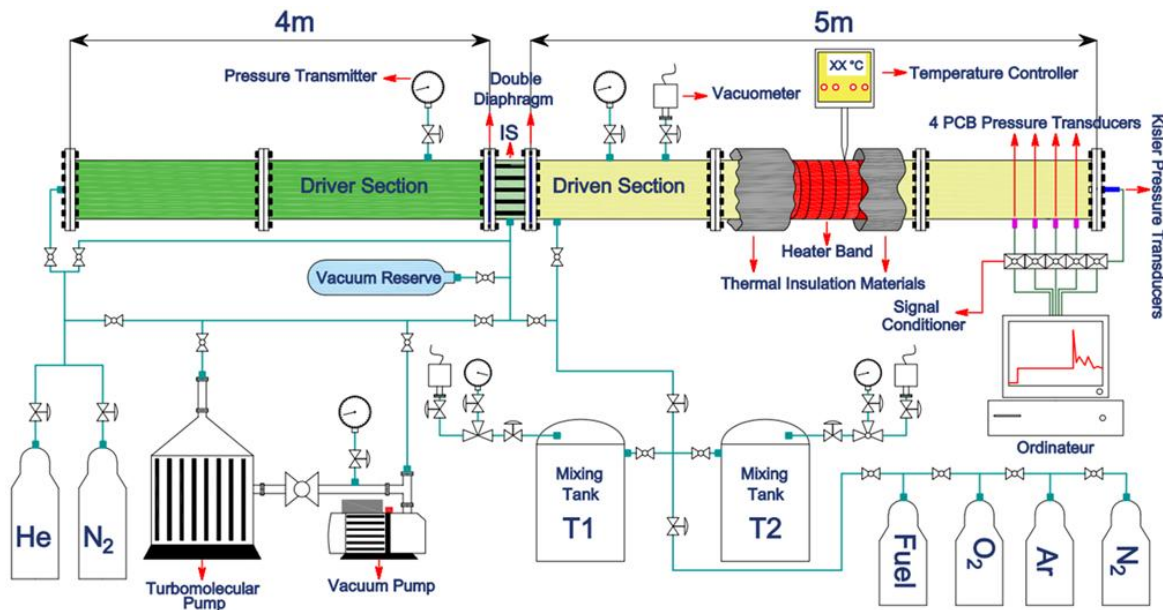 4m
5m
Pressure Transmitter
Double
Diaphragm
IS
Vacuometer
XX °C
Temperature Controller
4 PCB Pressure Transducers
Kisler Pressure Transducers
Driver Section
Driven Section
Heater Band
Thermal Insulation Materials
Vacuum Reserve
Signal
Conditioner
Ordinateur
He
N2
Turbomolecular
Pump
Vacuum Pump
Mixing
Tank
T1
Mixing
Tank
T2
Fuel
O2
Ar
N2